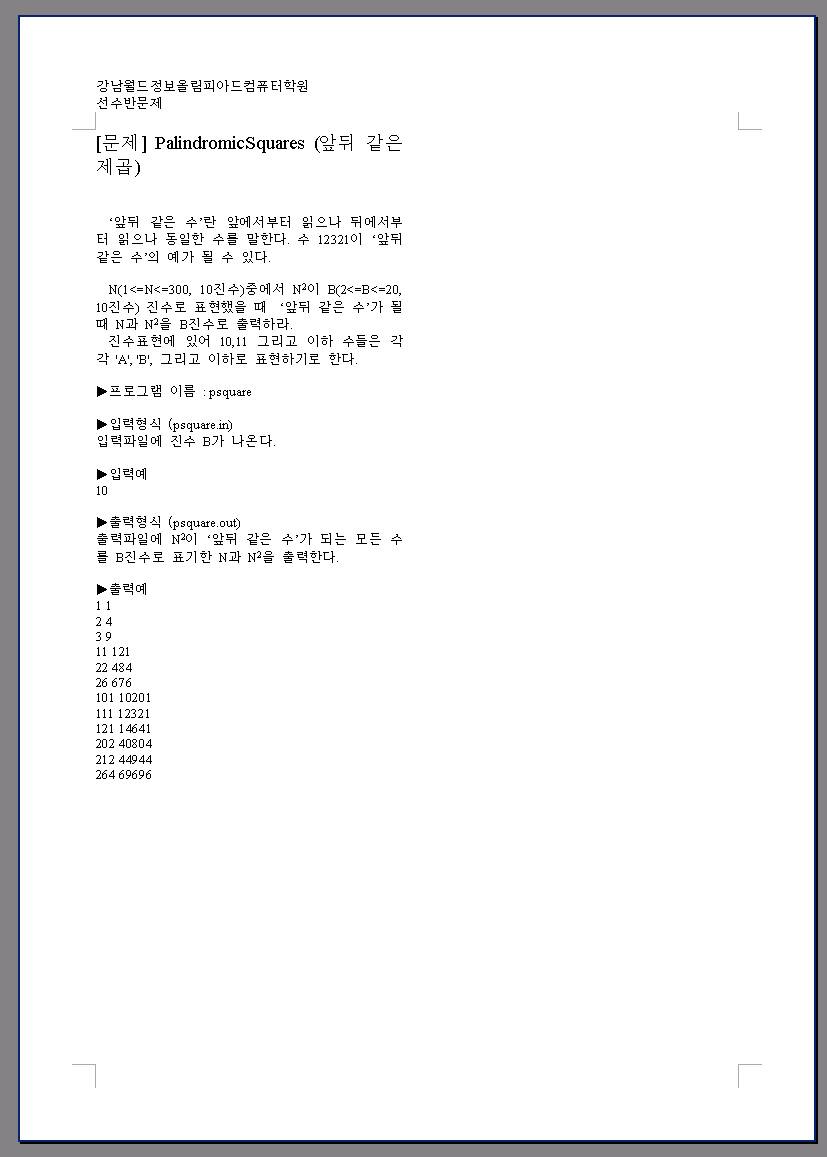 강남월드정보올림피아드컴퓨터학원
선수반문제
[문제] PalindromicSquares (앞뒤 같은
제곱)
‘앞뒤 같은 수’란 앞에서부터 읽으나 뒤에서부
터 읽으나 동일한 수를 말한다. 수 12321이 ‘앞뒤
같은 수’의 예가 될 수 있다.
N(1<=N<=300, 10진수)중에서 N²이 B(2<=B<=20,
10진수) 진수로 표현했을 때 ‘앞뒤 같은 수’가 될
때 N과 N²을 B진수로 출력하라.
진수표현에 있어 10,11 그리고 이하 수들은 각
각 'A', 'B', 그리고 이하로 표현하기로 한다.
▶프로그램 이름 : psquare
▶입력형식 (psquare.in)
입력파일에 진수 B가 나온다.
▶입력예
10
▶출력형식 (psquare.out)
출력파일에 N²이 ‘앞뒤 같은 수’가 되는 모든 수
를 B진수로 표기한 N과 N²을 출력한다.
▶출력예
1 1
2 4
3 9
11 121
22 484
26 676
101 10201
111 12321
121 14641
202 40804
212 44944
264 69696